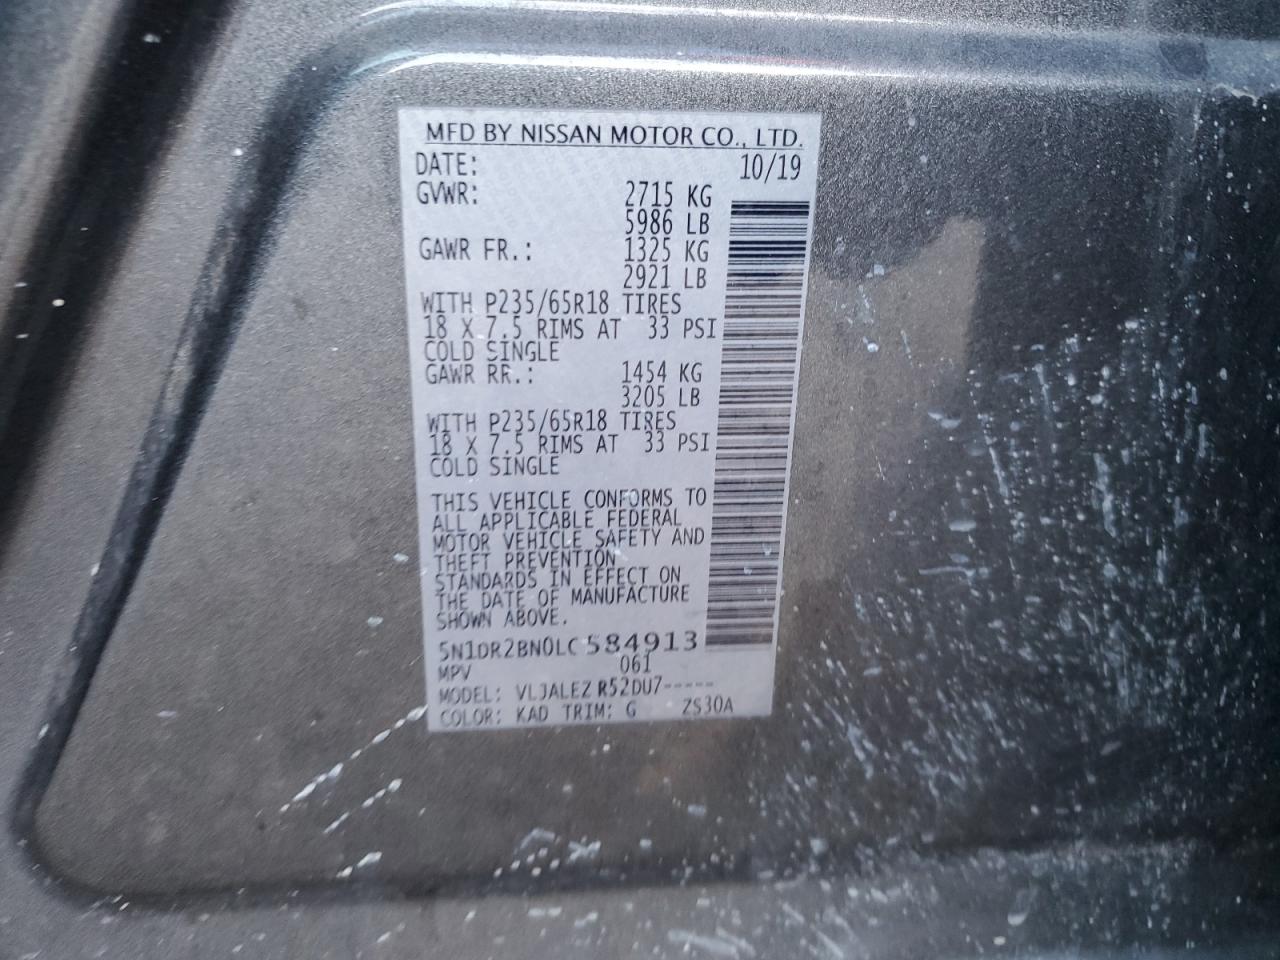 MFD BY NISSAN MOTOR CO., LTD.
DATE: 10/19
GVWR: 2715 KG
5986 LB
GAWR FR.: 1325 KG
2921 LB
WITH P235/65R18 TIRES
18 X 7.5 RIMS AT 33 PSI
COLD SINGLE
GAWR RR.: 1454 KG
3205 LB
WITH P235/65R18 TIRES
18 X 7.5 RIMS AT 33 PSI
COLD SINGLE
THIS VEHICLE CONFORMS TO
ALL APPLICABLE FEDERAL
MOTOR VEHICLE SAFETY AND
THEFT PREVENTION
STANDARDS IN EFFECT ON
THE DATE OF MANUFACTURE
SHOWN ABOVE.
5N1DR2BN0LC584913
MPV 061
MODEL: VLJALEZ R52DU7-----
COLOR: KAD TRIM: G ZS30A